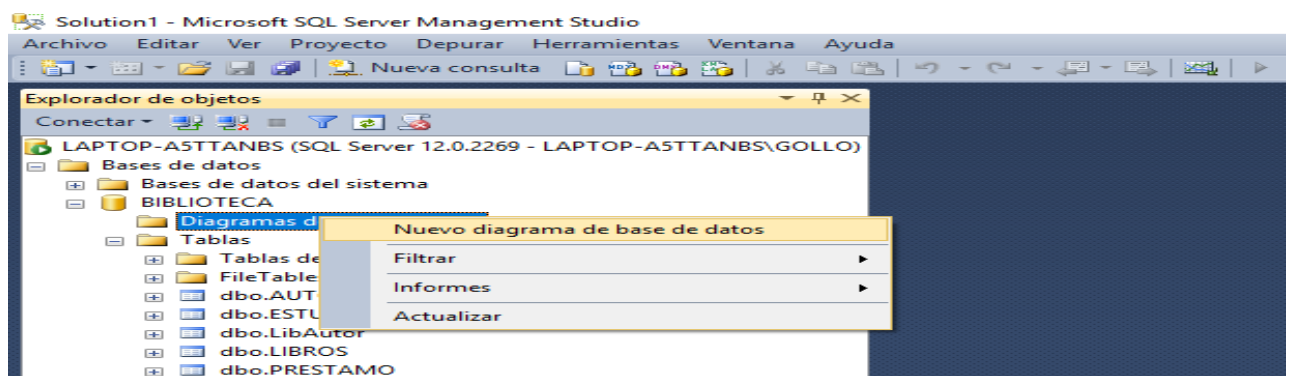 Solution1 - Microsoft SQL Server Management Studio
Archivo Editar Ver Proyecto Depurar Herramientas Ventana Ayuda
Nueva consulta
Explorador de objetos
Conectar
LAPTOP-A5TTANBS (SQL Server 12.0.2269 - LAPTOP-A5TTANBS\GOLLO)
Bases de datos
Bases de datos del sistema
BIBLIOTECA
Diagramas d
Nuevo diagrama de base de datos
Tablas
Tablas de
Filtrar
FileTable
Informes
dbo.AUT
dbo.ESTU
Actualizar
dbo.LibAutor
dbo.LIBROS
dbo.PRESTAMO